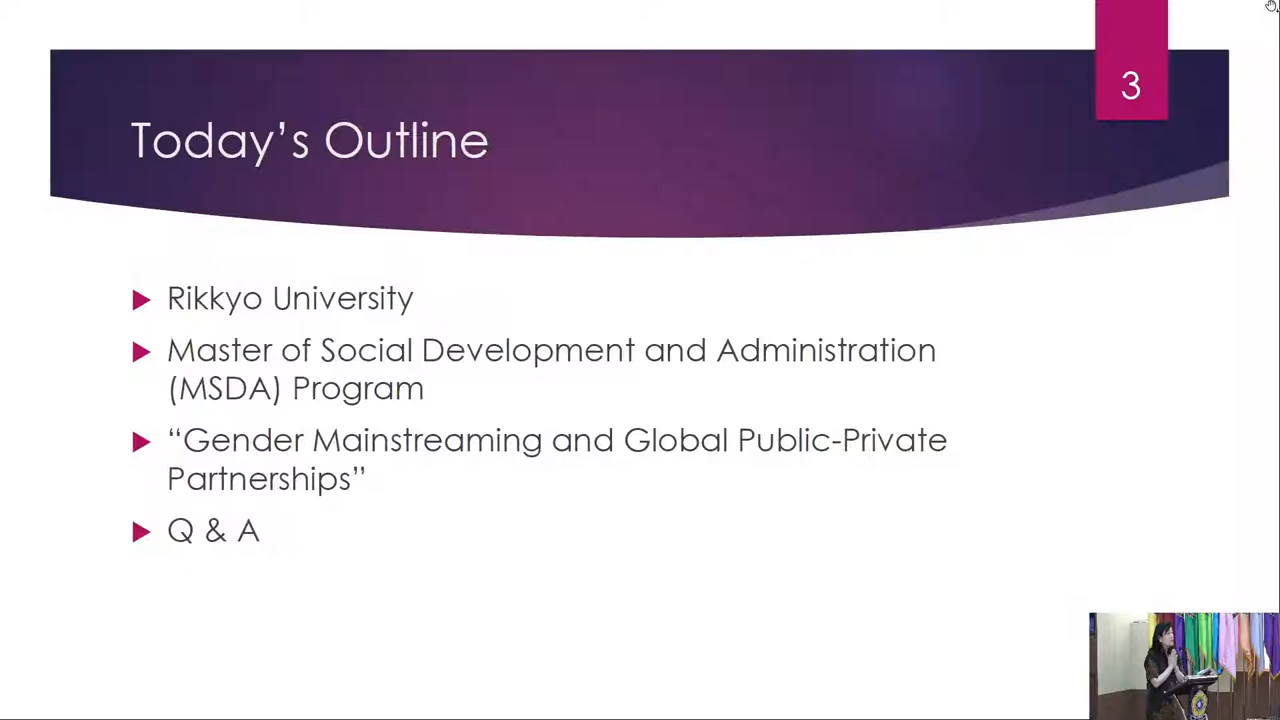 3
Today’s Outline
Rikkyo University
Master of Social Development and Administration
(MSDA) Program
“Gender Mainstreaming and Global Public-Private
Partnerships”
Q & A